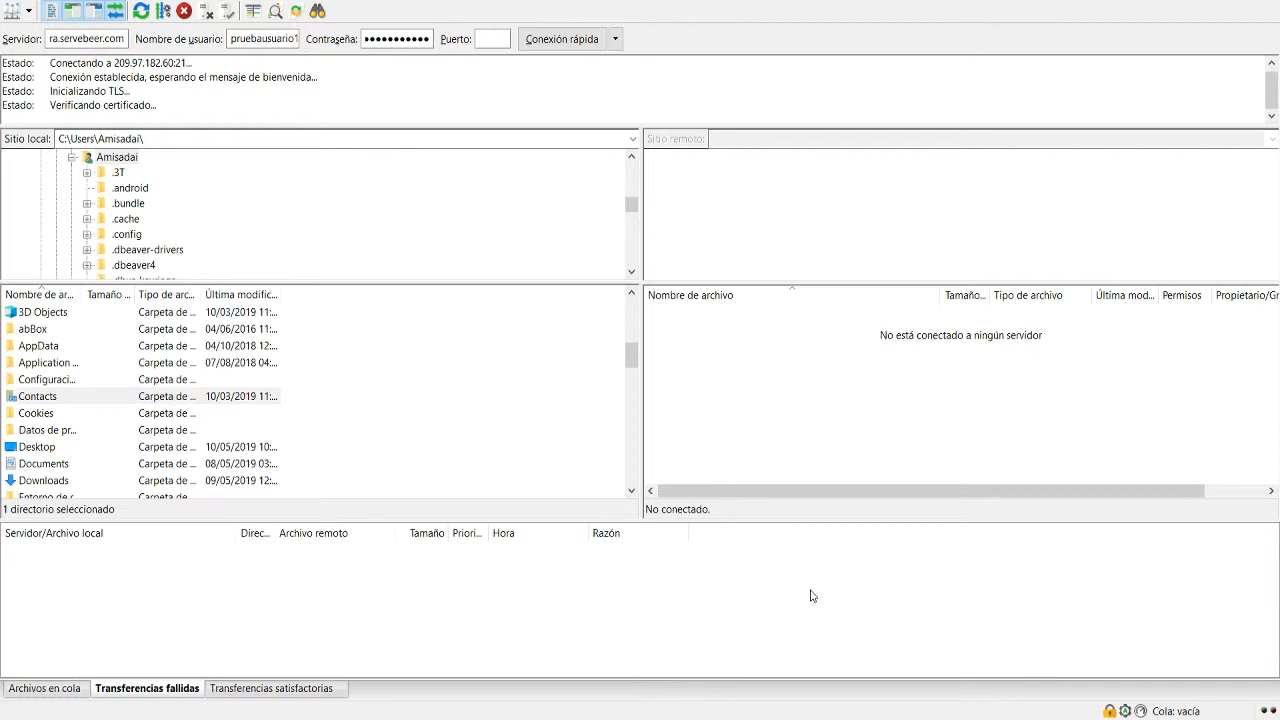 Servidor: ra.servebeer.com Nombre de usuario: pruebausuario1 Contraseña: ●●●●●●●●●●● Puerto: Conexión rápida
Estado: Conectando a 209.97.182.60:21...
Estado: Conexión establecida, esperando el mensaje de bienvenida...
Estado: Inicializando TLS...
Estado: Verificando certificado...
Sitio local: C:\Users\Amisadai\ Sitio remoto:
Amisadai
.3T
.android
.bundle
.cache
.config
.dbeaver-drivers
.dbeaver4
Nombre de ar... Tamaño ... Tipo de arc... Última modific...
3D Objects Carpeta de ... 10/03/2019 11:...
abBox Carpeta de ... 04/06/2016 11:...
AppData Carpeta de ... 04/10/2018 12:...
Application ... Carpeta de ... 07/08/2018 04:...
Configuraci... Carpeta de ...
Contacts Carpeta de ... 10/03/2019 11:...
Cookies Carpeta de ...
Datos de pr... Carpeta de ...
Desktop Carpeta de ... 10/05/2019 10:...
Documents Carpeta de ... 08/05/2019 03:...
Downloads Carpeta de ... 09/05/2019 12:...
1 directorio seleccionado
Nombre de archivo Tamaño... Tipo de archivo Última mod... Permisos Propietario/Gr
No está conectado a ningún servidor
No conectado.
Servidor/Archivo local Direc... Archivo remoto Tamaño Priori... Hora Razón
Archivos en cola Transferencias fallidas Transferencias satisfactorias
Cola: vacía